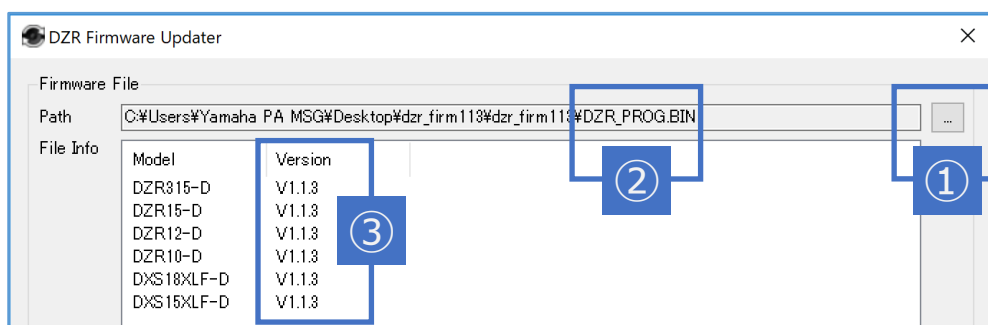 DZR Firmware Updater
Firmware File
Path C:¥Users¥Yamaha PA MSG¥Desktop¥dzr_firm113¥dzr_firm113¥DZR_PROG.BIN ...
File Info
Model Version
DZR315-D V1.1.3
DZR15-D V1.1.3
DZR12-D V1.1.3
DZR10-D V1.1.3
DXS18XLF-D V1.1.3
DXS15XLF-D V1.1.3
②
①
③